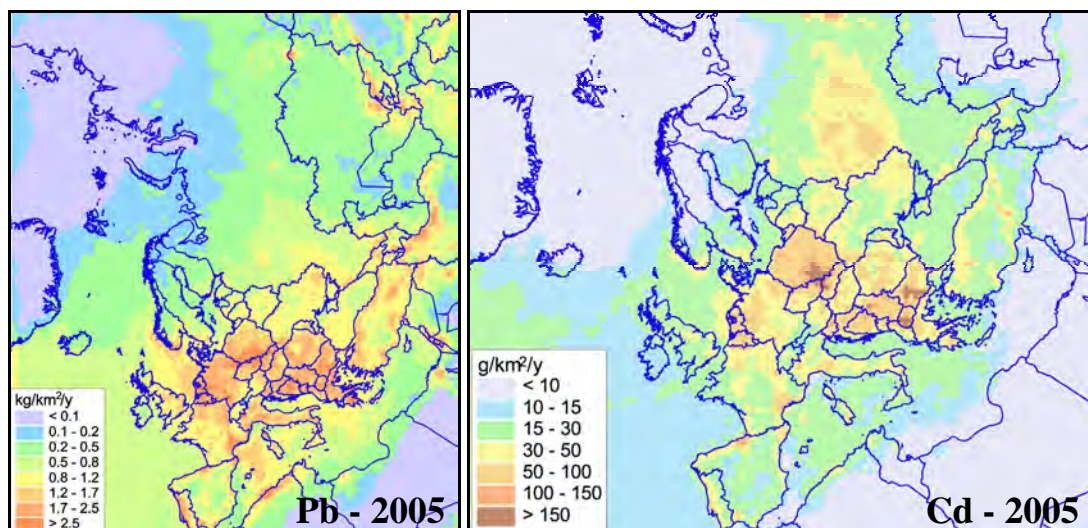 kg/km²/y
< 0.1
0.1 - 0.2
0.2 - 0.5
0.5 - 0.8
0.8 - 1.2
1.2 - 1.7
1.7 - 2.5
> 2.5
Pb - 2005
g/km²/y
< 10
10 - 15
15 - 30
30 - 50
50 - 100
100 - 150
> 150
Cd - 2005